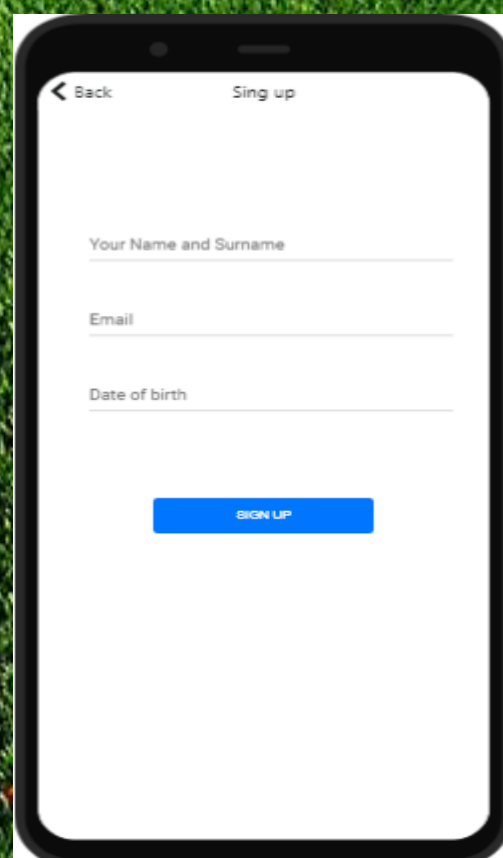 Back Sing up
Your Name and Surname
Email
Date of birth
SIGN UP